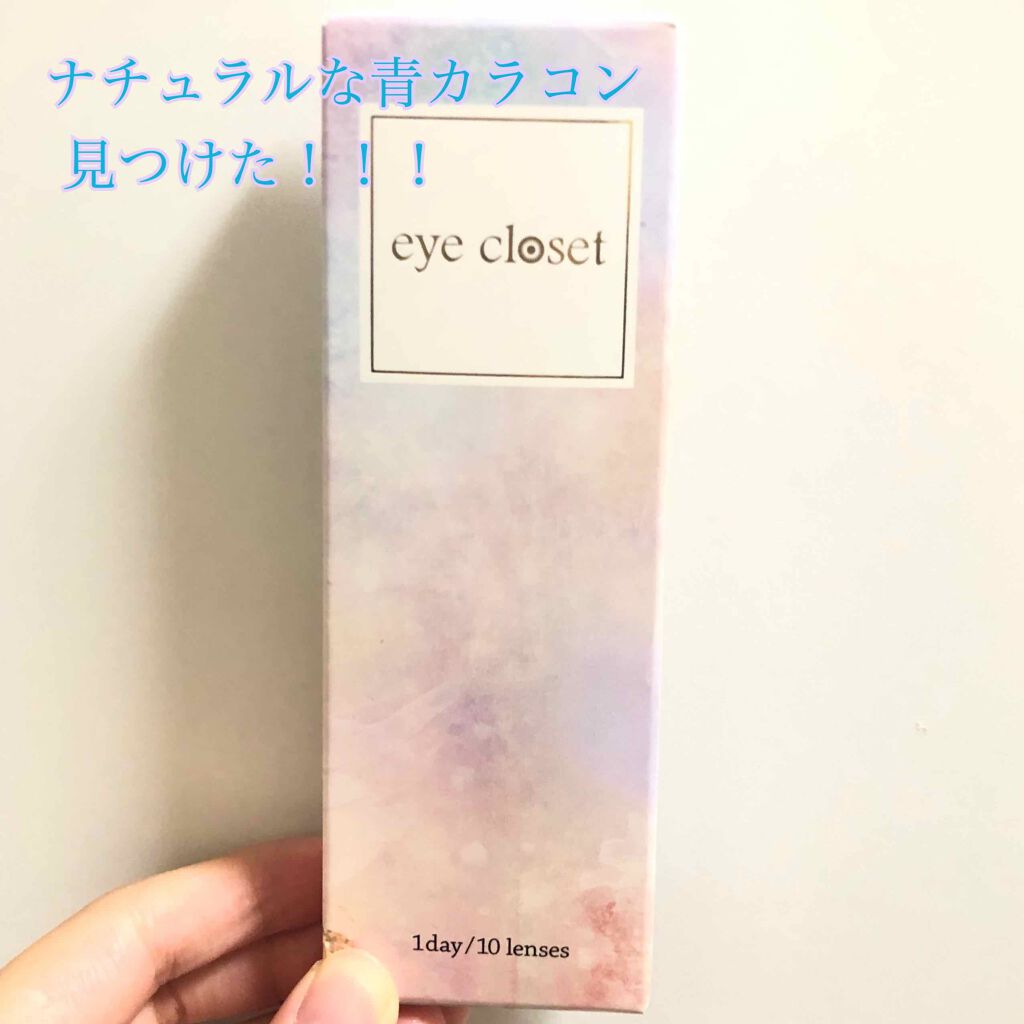 ナチュラルな青カラコン
見つけた！！！
eye closet
1day/10 lenses